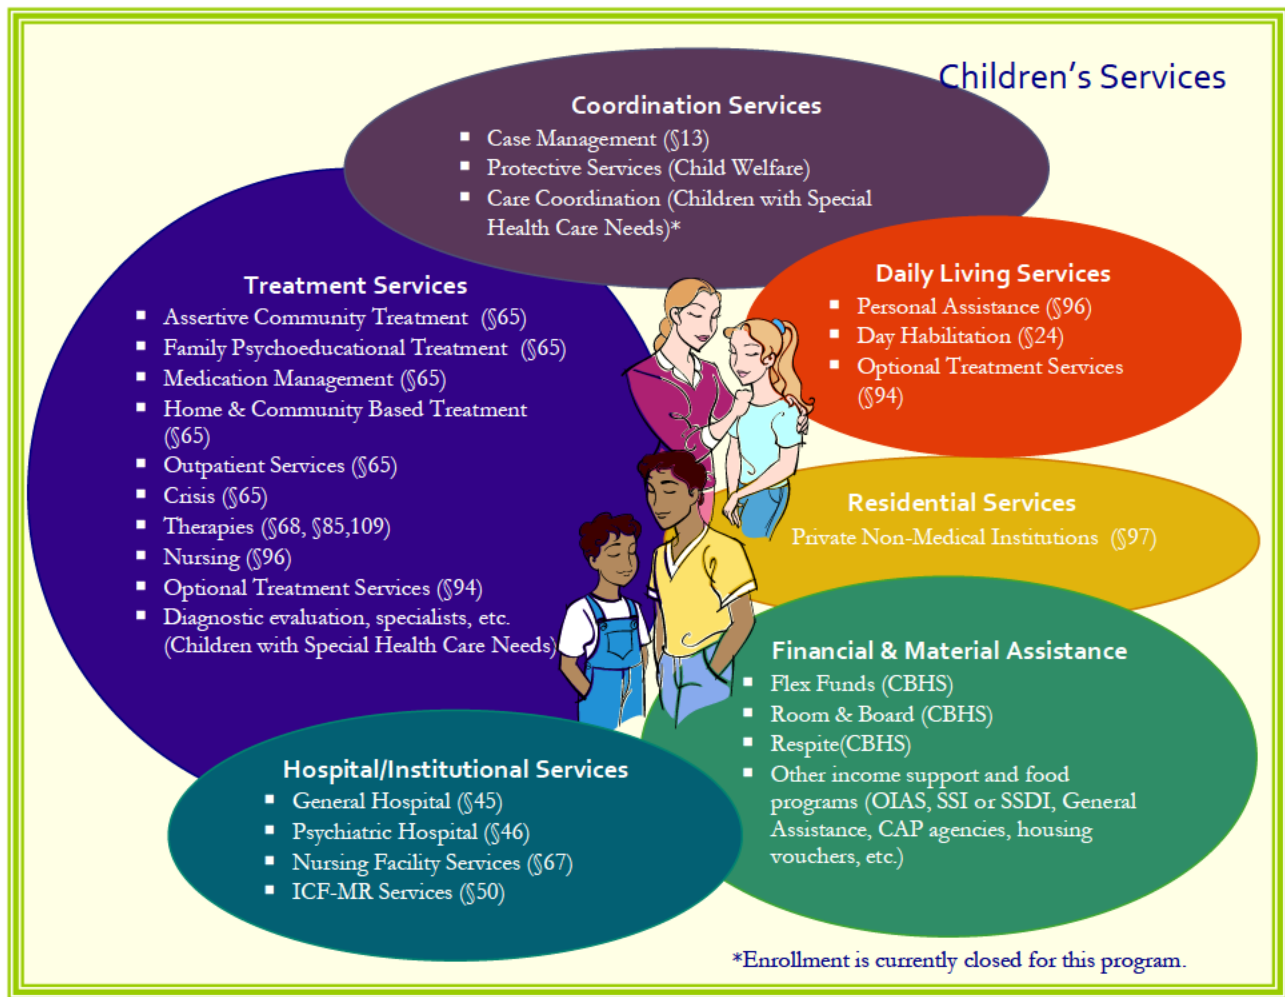 Children's Services
Coordination Services
▪ Case Management (§13)
▪ Protective Services (Child Welfare)
▪ Care Coordination (Children with Special
Health Care Needs)*
Treatment Services
▪ Assertive Community Treatment (§65)
▪ Family Psychoeducational Treatment (§65)
▪ Medication Management (§65)
▪ Home & Community Based Treatment
(§65)
▪ Outpatient Services (§65)
▪ Crisis (§65)
▪ Therapies (§68, §85,109)
▪ Nursing (§96)
▪ Optional Treatment Services (§94)
▪ Diagnostic evaluation, specialists, etc.
(Children with Special Health Care Needs)
Daily Living Services
▪ Personal Assistance (§96)
▪ Day Habilitation (§24)
▪ Optional Treatment Services
(§94)
Residential Services
Private Non-Medical Institutions (§97)
Financial & Material Assistance
▪ Flex Funds (CBHS)
▪ Room & Board (CBHS)
▪ Respite(CBHS)
▪ Other income support and food
programs (OIAS, SSI or SSDI, General
Assistance, CAP agencies, housing
vouchers, etc.)
Hospital/Institutional Services
▪ General Hospital (§45)
▪ Psychiatric Hospital (§46)
▪ Nursing Facility Services (§67)
▪ ICF-MR Services (§50)
*Enrollment is currently closed for this program.